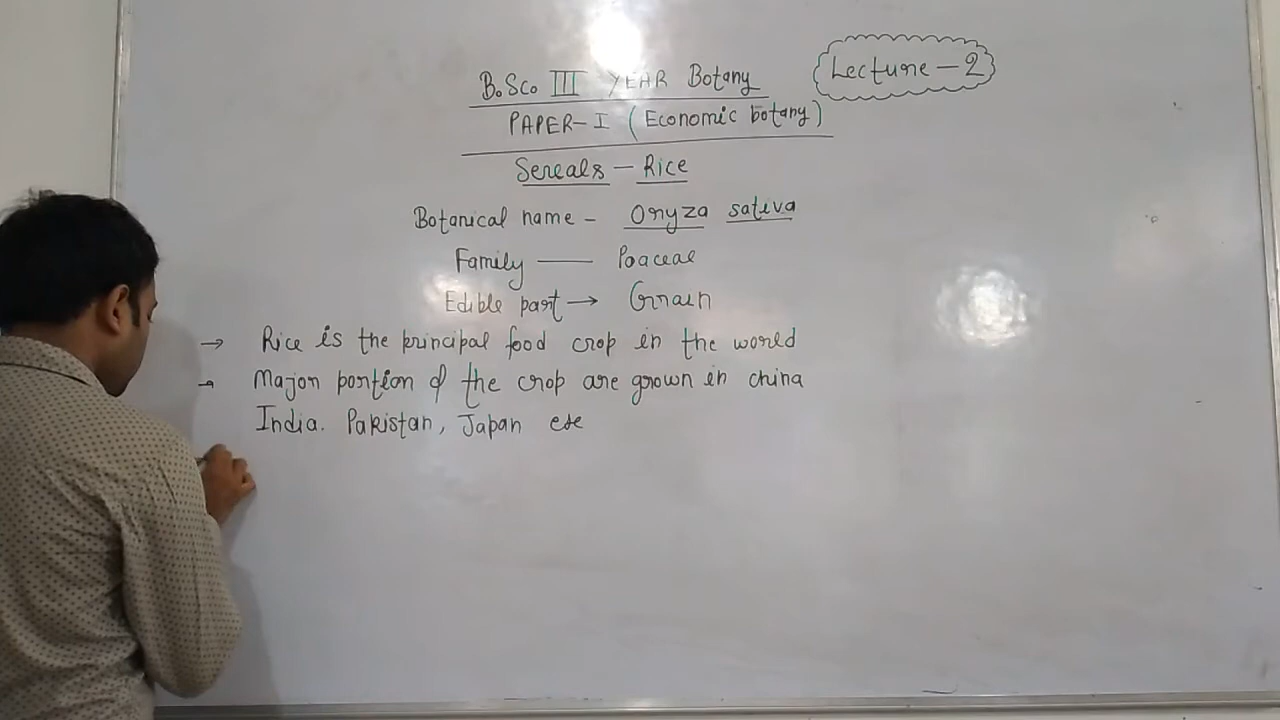 B.Sc. III YEAR Botany
Lecture-2
PAPER-I (Economic botany)
Sereals - Rice
Botanical name - Oryza sativa
Family — Poaceae
Edible part → Grain
→ Rice is the principal food crop in the world
→ Major portion of the crop are grown in china
India. Pakistan, Japan etc